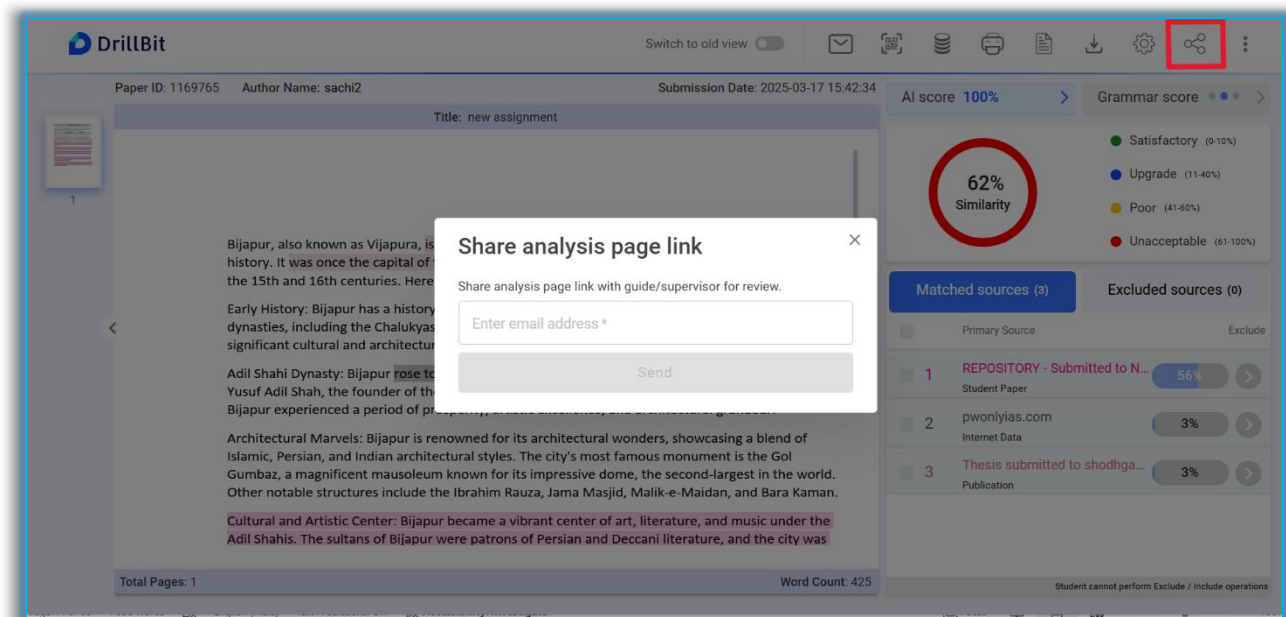 DrillBit
Switch to old view
Paper ID: 1169765 Author Name: sachi2 Submission Date: 2025-03-17 15:42:34
Title: new assignment
1
Bijapur, also known as Vijapura, is
history. It was once the capital of
the 15th and 16th centuries. Here
Early History: Bijapur has a history
dynasties, including the Chalukyas
significant cultural and architectur
Adil Shahi Dynasty: Bijapur rose to
Yusuf Adil Shah, the founder of the
Bijapur experienced a period of prosperity, artistic excellence, and architectural grandeur.
Architectural Marvels: Bijapur is renowned for its architectural wonders, showcasing a blend of
Islamic, Persian, and Indian architectural styles. The city's most famous monument is the Gol
Gumbaz, a magnificent mausoleum known for its impressive dome, the second-largest in the world.
Other notable structures include the Ibrahim Rauza, Jama Masjid, Malik-e-Maidan, and Bara Kaman.
Cultural and Artistic Center: Bijapur became a vibrant center of art, literature, and music under the
Adil Shahis. The sultans of Bijapur were patrons of Persian and Deccani literature, and the city was
Total Pages: 1 Word Count: 425
Share analysis page link
Share analysis page link with guide/supervisor for review.
Enter email address *
Send
AI score 100%
Grammar score
62%
Similarity
Satisfactory (0-10%)
Upgrade (11-40%)
Poor (41-60%)
Unacceptable (61-100%)
Matched sources (3)
Excluded sources (0)
Primary Source Exclude
1 REPOSITORY - Submitted to N... 56%
Student Paper
2 pwonlyias.com 3%
Internet Data
3 Thesis submitted to shodhga... 3%
Publication
Student cannot perform Exclude / Include operations